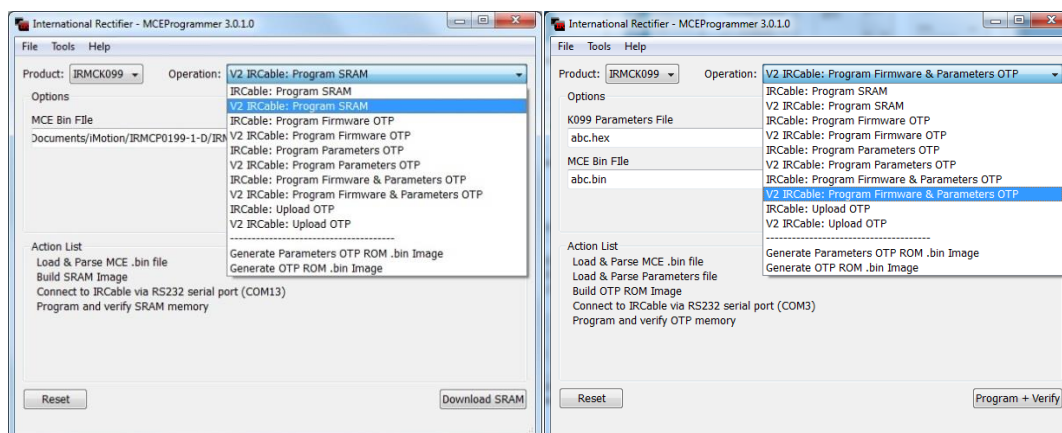 International Rectifier - MCEProgrammer 3.0.1.0
File Tools Help
Product: IRMCK099 Operation: V2 IRCable: Program SRAM
IRCable: Program SRAM
V2 IRCable: Program SRAM
IRCable: Program Firmware OTP
V2 IRCable: Program Firmware OTP
IRCable: Program Parameters OTP
V2 IRCable: Program Parameters OTP
IRCable: Program Firmware & Parameters OTP
V2 IRCable: Program Firmware & Parameters OTP
IRCable: Upload OTP
V2 IRCable: Upload OTP
--------------------------------------
Generate Parameters OTP ROM .bin Image
Generate OTP ROM .bin Image
Options
MCE Bin FIle
Documents/iMotion/IRMCP0199-1-D/IRM
Action List
Load & Parse MCE .bin file
Build SRAM Image
Connect to IRCable via RS232 serial port (COM13)
Program and verify SRAM memory
Reset Download SRAM
International Rectifier - MCEProgrammer 3.0.1.0
File Tools Help
Product: IRMCK099 Operation: V2 IRCable: Program Firmware & Parameters OTP
IRCable: Program SRAM
V2 IRCable: Program SRAM
IRCable: Program Firmware OTP
V2 IRCable: Program Firmware OTP
IRCable: Program Parameters OTP
V2 IRCable: Program Parameters OTP
IRCable: Program Firmware & Parameters OTP
V2 IRCable: Program Firmware & Parameters OTP
IRCable: Upload OTP
V2 IRCable: Upload OTP
--------------------------------------
Generate Parameters OTP ROM .bin Image
Generate OTP ROM .bin Image
Options
K099 Parameters File
abc.hex
MCE Bin FIle
abc.bin
Action List
Load & Parse MCE .bin file
Load & Parse Parameters file
Build OTP ROM Image
Connect to IRCable via RS232 serial port (COM3)
Program and verify OTP memory
Reset Program + Verify